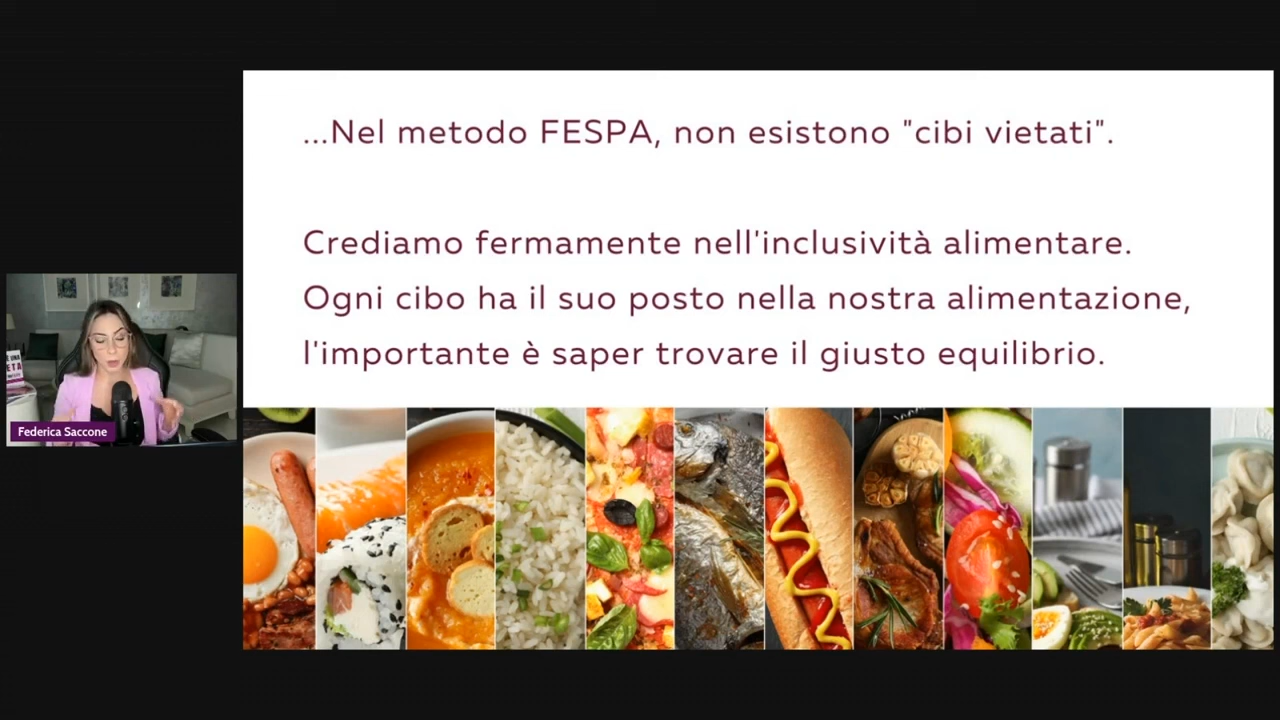 ...Nel metodo FESPA, non esistono "cibi vietati".
Crediamo fermamente nell'inclusività alimentare.
Ogni cibo ha il suo posto nella nostra alimentazione,
l'importante è saper trovare il giusto equilibrio.
Federica Saccone